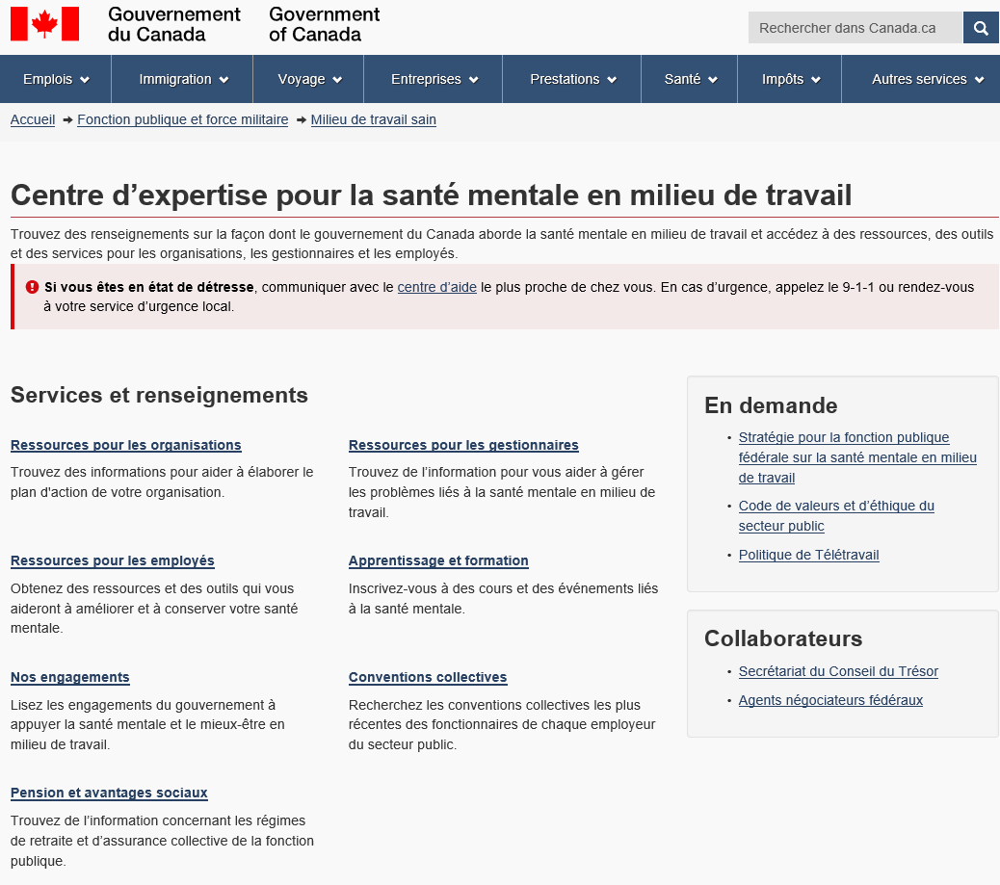 Gouvernement
du Canada
Government
of Canada
Rechercher dans Canada.ca
Emplois Immigration Voyage Entreprises Prestations Santé Impôts Autres services
Accueil ➞ Fonction publique et force militaire ➞ Milieu de travail sain
Centre d’expertise pour la santé mentale en milieu de travail
Trouvez des renseignements sur la façon dont le gouvernement du Canada aborde la santé mentale en milieu de travail et accédez à des ressources, des outils
et des services pour les organisations, les gestionnaires et les employés.
Si vous êtes en état de détresse, communiquer avec le centre d’aide le plus proche de chez vous. En cas d’urgence, appelez le 9-1-1 ou rendez-vous
à votre service d’urgence local.
Services et renseignements
Ressources pour les organisations
Trouvez des informations pour aider à élaborer le
plan d'action de votre organisation.
Ressources pour les gestionnaires
Trouvez de l’information pour vous aider à gérer
les problèmes liés à la santé mentale en milieu de
travail.
Ressources pour les employés
Obtenez des ressources et des outils qui vous
aideront à améliorer et à conserver votre santé
mentale.
Apprentissage et formation
Inscrivez-vous à des cours et des événements liés
à la santé mentale.
Nos engagements
Lisez les engagements du gouvernement à
appuyer la santé mentale et le mieux-être en
milieu de travail.
Conventions collectives
Recherchez les conventions collectives les plus
récentes des fonctionnaires de chaque employeur
du secteur public.
Pension et avantages sociaux
Trouvez de l’information concernant les régimes
de retraite et d’assurance collective de la fonction
publique.
En demande
• Stratégie pour la fonction publique
fédérale sur la santé mentale en milieu
de travail
• Code de valeurs et d’éthique du
secteur public
• Politique de Télétravail
Collaborateurs
• Secrétariat du Conseil du Trésor
• Agents négociateurs fédéraux